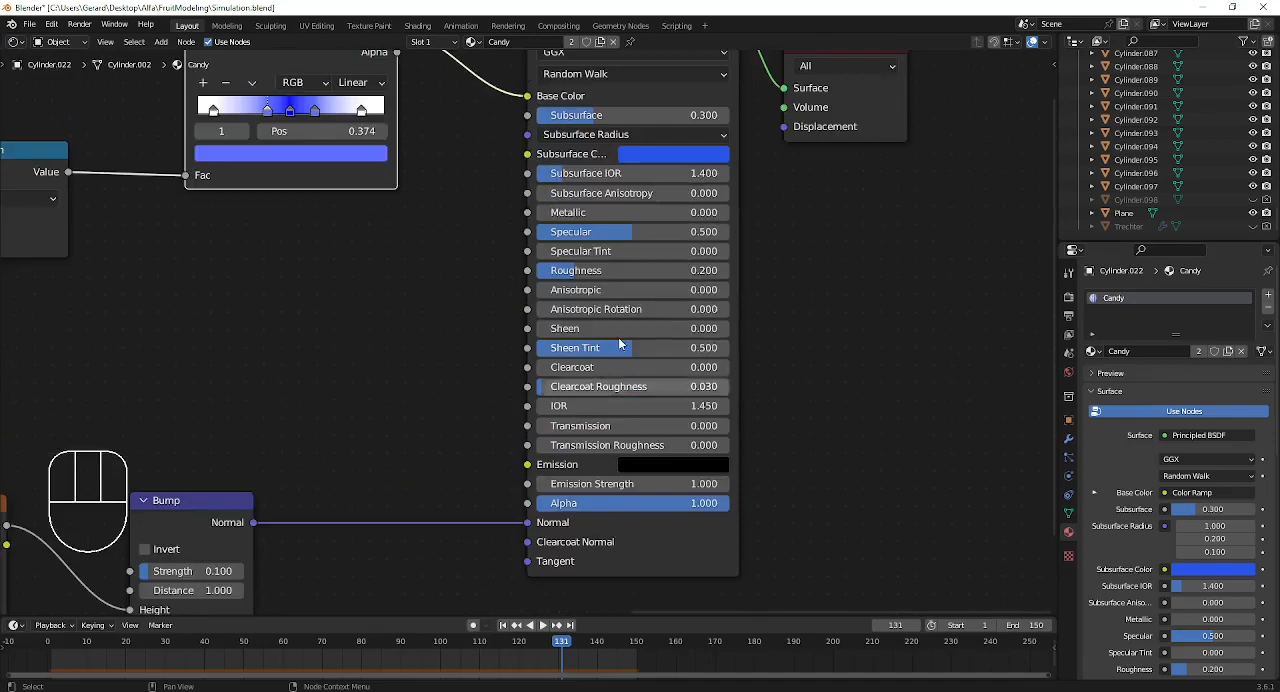 Blender* [C:\Users\Gerard\Desktop\Alfa\FruitModeling\Simulation.blend]
File Edit Render Window Help Layout Modeling Sculpting UV Editing Texture Paint Shading Animation Rendering Compositing Geometry Nodes Scripting + Scene ViewLayer
Object View Select Add Node Use Nodes Slot 1 Candy 2
Cylinder.022 > Cylinder.002 > Candy
Alpha
RGB Linear
1 Pos 0.374
Fac
Value
GGX
Random Walk
Base Color
Subsurface 0.300
Subsurface Radius
Subsurface C...
Subsurface IOR 1.400
Subsurface Anisotropy 0.000
Metallic 0.000
Specular 0.500
Specular Tint 0.000
Roughness 0.200
Anisotropic 0.000
Anisotropic Rotation 0.000
Sheen 0.000
Sheen Tint 0.500
Clearcoat 0.000
Clearcoat Roughness 0.030
IOR 1.450
Transmission 0.000
Transmission Roughness 0.000
Emission
Emission Strength 1.000
Alpha 1.000
Normal
Clearcoat Normal
Tangent
All
Surface
Volume
Displacement
Bump
Normal
Invert
Strength 0.100
Distance 1.000
Height
Cylinder.087
Cylinder.088
Cylinder.089
Cylinder.090
Cylinder.091
Cylinder.092
Cylinder.093
Cylinder.094
Cylinder.095
Cylinder.096
Cylinder.097
Cylinder.098
Plane
Trechter
Cylinder.022 > Candy
Candy
Candy 2
Preview
Surface
Use Nodes
Surface Principled BSDF
GGX
Random Walk
Base Color Color Ramp
Subsurface 0.300
Subsurface Radius 1.000
0.200
0.100
Subsurface Color
Subsurface IOR 1.400
Subsurface Aniso... 0.000
Metallic 0.000
Specular 0.500
Specular Tint 0.000
Roughness 0.200
Playback Keying View Marker 131 Start 1 End 150
-10 0 10 20 30 40 50 60 70 80 90 100 110 120 131 140 150 160 170 180 190 200 210 220 230 240 250
Select Pan View Node Context Menu 3.6.1